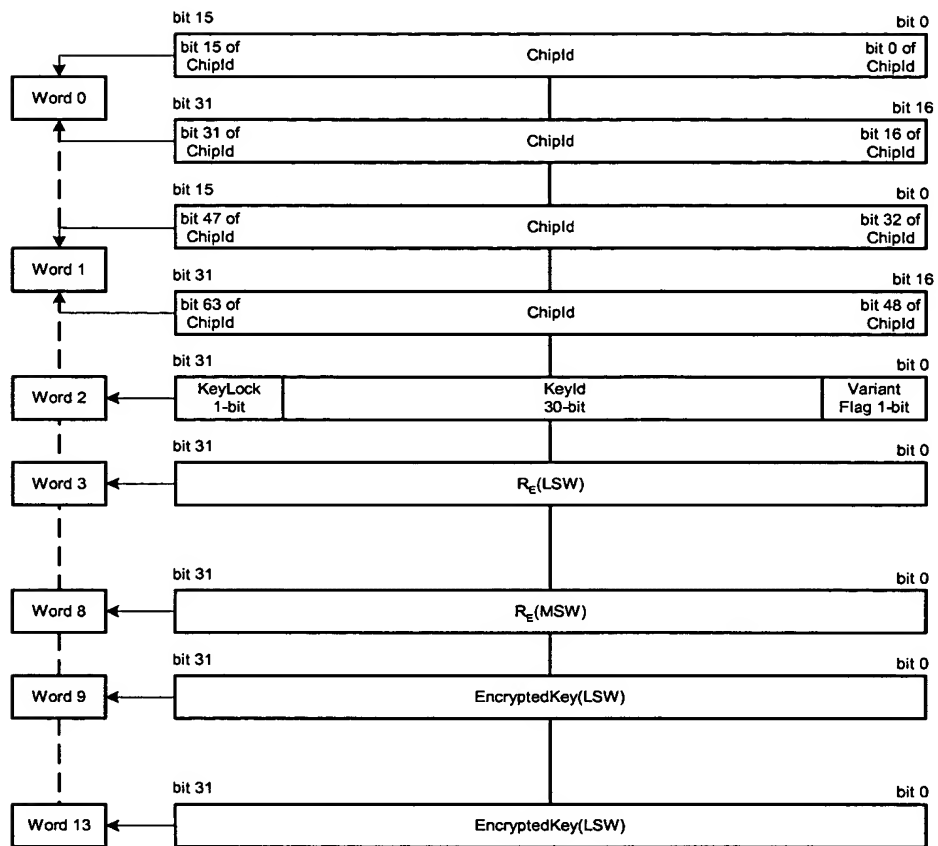 bit 15 bit 0
bit 15 of ChipId bit 0 of
ChipId ChipId
Word 0
bit 31 bit 16
bit 31 of ChipId bit 16 of
ChipId ChipId
bit 15 bit 0
bit 47 of ChipId bit 32 of
ChipId ChipId
Word 1
bit 31 bit 16
bit 63 of ChipId bit 48 of
ChipId ChipId
bit 31 bit 0
Word 2 KeyLock KeyId Variant
1-bit 30-bit Flag 1-bit
bit 31 bit 0
Word 3 R_E(LSW)
bit 31 bit 0
Word 8 R_E(MSW)
bit 31 bit 0
Word 9 EncryptedKey(LSW)
bit 31 bit 0
Word 13 EncryptedKey(LSW)